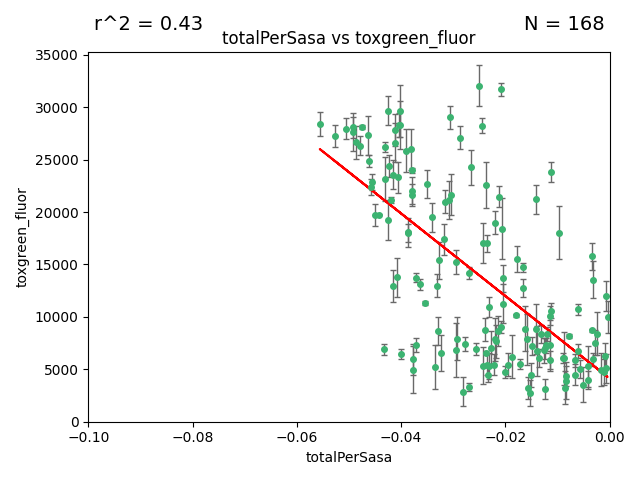 r^2 = 0.43
N = 168
totalPerSasa vs toxgreen_fluor
35000
30000
25000
20000
15000
10000
5000
0
toxgreen_fluor
−0.10
−0.08
−0.06
−0.04
−0.02
0.00
totalPerSasa